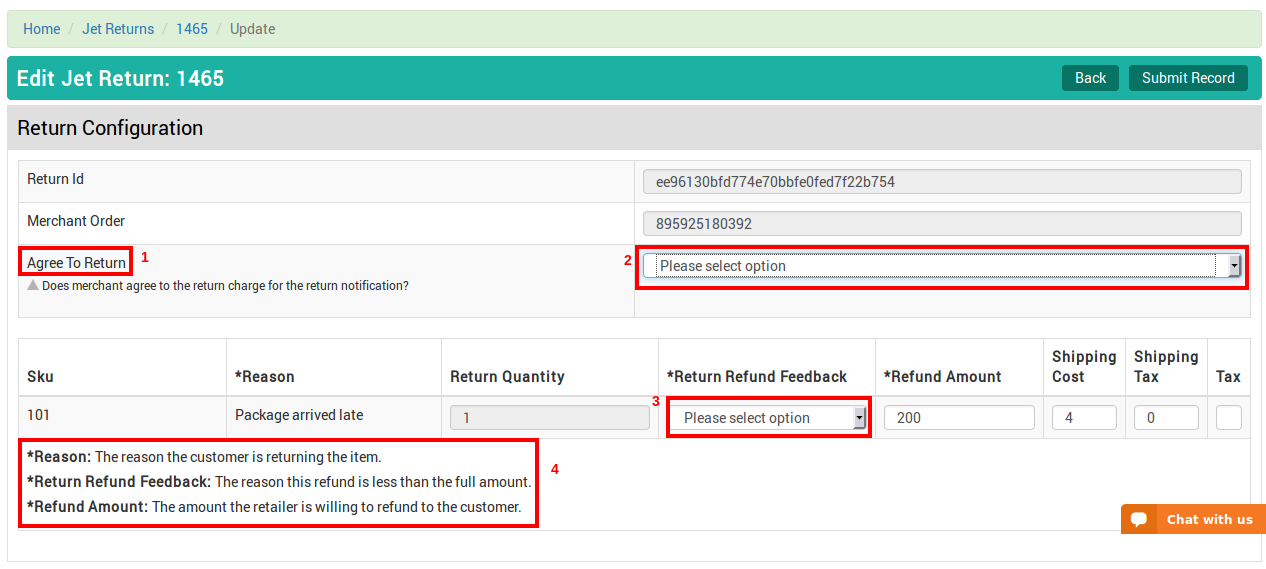 Home / Jet Returns / 1465 / Update
Edit Jet Return: 1465
Back
Submit Record
Return Configuration
Return Id
ee96130bfd774e70bbfe0fed7f22b754
Merchant Order
895925180392
Agree To Return
1
2
Please select option
Does merchant agree to the return charge for the return notification?
Sku
*Reason
Return Quantity
*Return Refund Feedback
*Refund Amount
Shipping
Cost
Shipping
Tax
Tax
101
Package arrived late
1
3
Please select option
200
4
0
*Reason: The reason the customer is returning the item.
*Return Refund Feedback: The reason this refund is less than the full amount.
*Refund Amount: The amount the retailer is willing to refund to the customer.
4
Chat with us